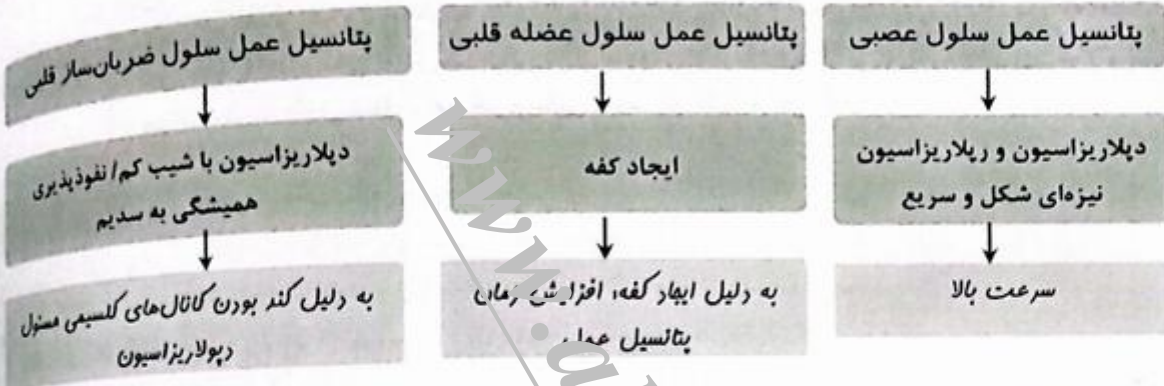 پتانسیل عمل سلول عصبی
دپلاریزاسیون و رپلاریزاسیون
نیزه‌ای شکل و سریع
سرعت بالا
پتانسیل عمل سلول عضله قلبی
ایجاد کفه
به دلیل ایجاد کفه، افزایش زمان
پتانسیل عمل
پتانسیل عمل سلول ضربان‌ساز قلبی
دپلاریزاسیون با شیب کم/ نفوذپذیری
همیشگی به سدیم
به دلیل کند بودن کانال‌های کلسیمی مسئول
دپولاریزاسیون
www.a